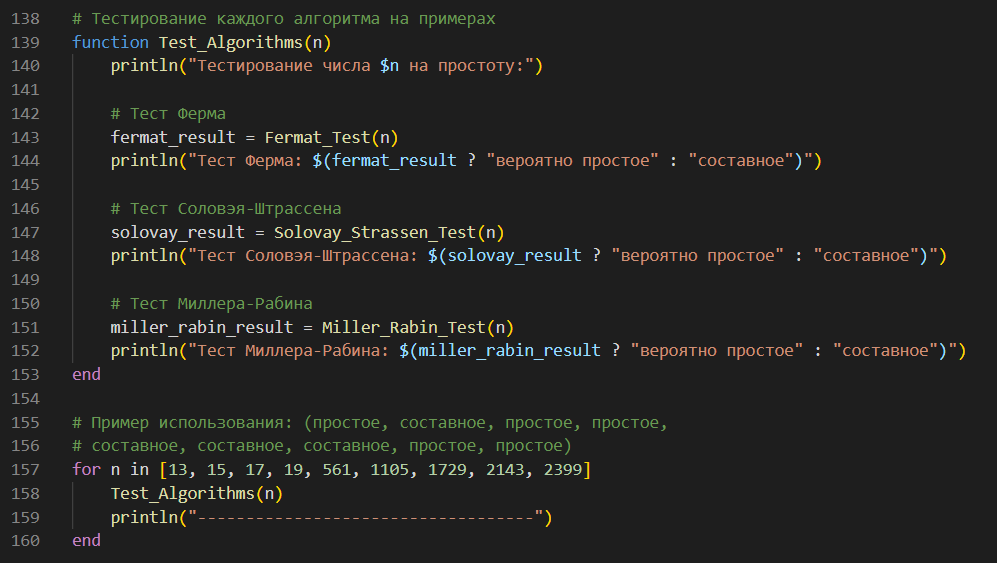 138 # Тестирование каждого алгоритма на примерах
139 function Test_Algorithms(n)
140     println("Тестирование числа $n на простоту:")
141
142     # Тест Ферма
143     fermat_result = Fermat_Test(n)
144     println("Тест Ферма: $(fermat_result ? "вероятно простое" : "составное")")
145
146     # Тест Соловэя-Штрассена
147     solovay_result = Solovay_Strassen_Test(n)
148     println("Тест Соловэя-Штрассена: $(solovay_result ? "вероятно простое" : "составное")")
149
150     # Тест Миллера-Рабина
151     miller_rabin_result = Miller_Rabin_Test(n)
152     println("Тест Миллера-Рабина: $(miller_rabin_result ? "вероятно простое" : "составное")")
153 end
154
155 # Пример использования: (простое, составное, простое, простое,
156 # составное, составное, составное, простое, простое)
157 for n in [13, 15, 17, 19, 561, 1105, 1729, 2143, 2399]
158     Test_Algorithms(n)
159     println("-----------------------------------")
160 end